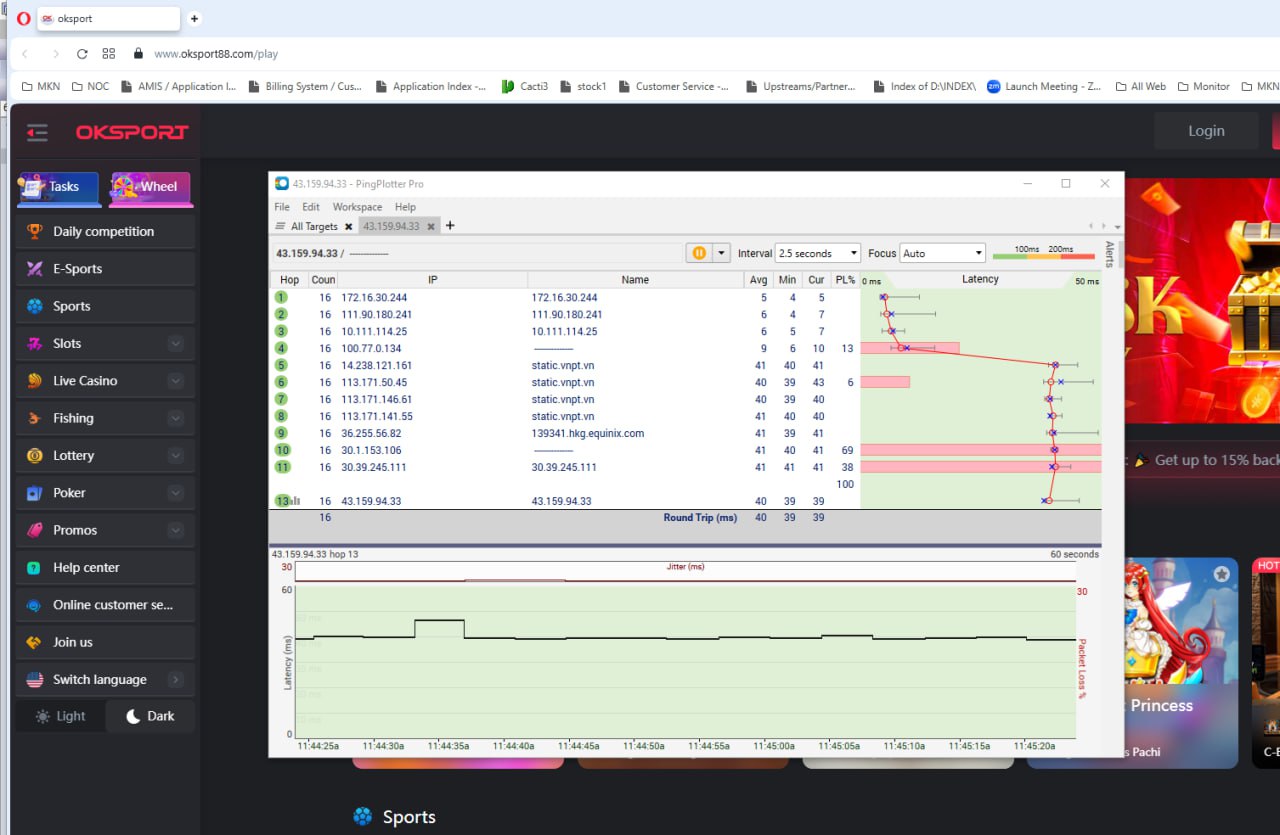 oksport
www.oksport88.com/play
MKN NOC AMIS / Application I... Billing System / Cus... Application Index -... Cacti3 stock1 Customer Service -... Upstreams/Partner... Index of D:\INDEX\ Launch Meeting - Z... All Web Monitor MKN
OKSPORT
Login
Tasks Wheel
Daily competition
E-Sports
Sports
Slots
Live Casino
Fishing
Lottery
Poker
Promos
Help center
Online customer se...
Join us
Switch language
Light Dark
43.159.94.33 - PingPlotter Pro
File Edit Workspace Help
All Targets 43.159.94.33
43.159.94.33 / -------------- Interval 2.5 seconds Focus Auto 100ms 200ms
Alerts
Hop Coun IP Name Avg Min Cur PL% 0 ms Latency 50 ms
1 16 172.16.30.244 172.16.30.244 5 4 5
2 16 111.90.180.241 111.90.180.241 6 4 7
3 16 10.111.114.25 10.111.114.25 6 5 7
4 16 100.77.0.134 -------------- 9 6 10 13
5 16 14.238.121.161 static.vnpt.vn 41 40 41
6 16 113.171.50.45 static.vnpt.vn 40 39 43 6
7 16 113.171.146.61 static.vnpt.vn 40 39 40
8 16 113.171.141.55 static.vnpt.vn 41 40 40
9 16 36.255.56.82 139341.hkg.equinix.com 41 39 41
10 16 30.1.153.106 -------------- 41 40 41 69
11 16 30.39.245.111 30.39.245.111 41 41 41 38
100
13 16 43.159.94.33 43.159.94.33 40 39 39
16 Round Trip (ms) 40 39 39
43.159.94.33 hop 13 60 seconds
30 Jitter (ms)
60 30
Latency (ms)
Packet Loss %
0
11:44:25a 11:44:30a 11:44:35a 11:44:40a 11:44:45a 11:44:50a 11:44:55a 11:45:00a 11:45:05a 11:45:10a 11:45:15a 11:45:20a
Get up to 15% back
HOT
Princess
Pachi
Sports